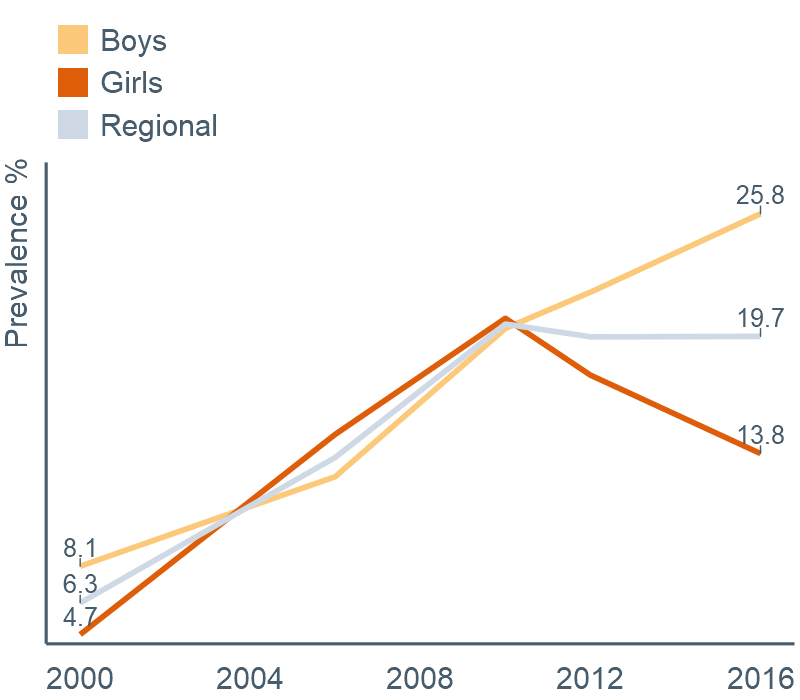 Boys
Girls
Regional
Prevalence %
25.8
19.7
13.8
8.1
6.3
4.7
2000 2004 2008 2012 2016